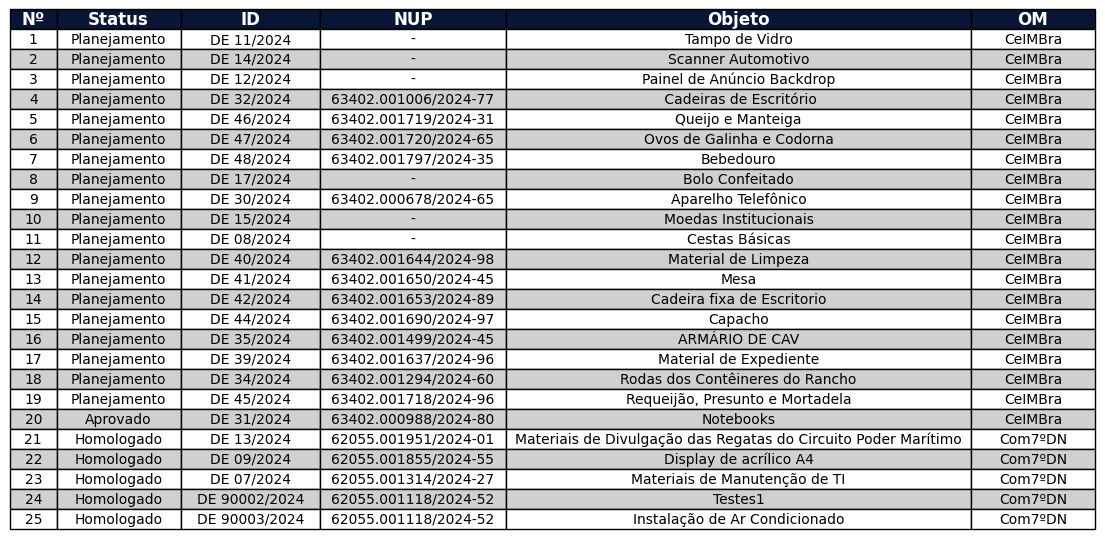 Nº Status ID NUP Objeto OM
1 Planejamento DE 11/2024 - Tampo de Vidro CeIMBra
2 Planejamento DE 14/2024 - Scanner Automotivo CeIMBra
3 Planejamento DE 12/2024 - Painel de Anúncio Backdrop CeIMBra
4 Planejamento DE 32/2024 63402.001006/2024-77 Cadeiras de Escritório CeIMBra
5 Planejamento DE 46/2024 63402.001719/2024-31 Queijo e Manteiga CeIMBra
6 Planejamento DE 47/2024 63402.001720/2024-65 Ovos de Galinha e Codorna CeIMBra
7 Planejamento DE 48/2024 63402.001797/2024-35 Bebedouro CeIMBra
8 Planejamento DE 17/2024 - Bolo Confeitado CeIMBra
9 Planejamento DE 30/2024 63402.000678/2024-65 Aparelho Telefônico CeIMBra
10 Planejamento DE 15/2024 - Moedas Institucionais CeIMBra
11 Planejamento DE 08/2024 - Cestas Básicas CeIMBra
12 Planejamento DE 40/2024 63402.001644/2024-98 Material de Limpeza CeIMBra
13 Planejamento DE 41/2024 63402.001650/2024-45 Mesa CeIMBra
14 Planejamento DE 42/2024 63402.001653/2024-89 Cadeira fixa de Escritorio CeIMBra
15 Planejamento DE 44/2024 63402.001690/2024-97 Capacho CeIMBra
16 Planejamento DE 35/2024 63402.001499/2024-45 ARMÁRIO DE CAV CeIMBra
17 Planejamento DE 39/2024 63402.001637/2024-96 Material de Expediente CeIMBra
18 Planejamento DE 34/2024 63402.001294/2024-60 Rodas dos Contêineres do Rancho CeIMBra
19 Planejamento DE 45/2024 63402.001718/2024-96 Requeijão, Presunto e Mortadela CeIMBra
20 Aprovado DE 31/2024 63402.000988/2024-80 Notebooks CeIMBra
21 Homologado DE 13/2024 62055.001951/2024-01 Materiais de Divulgação das Regatas do Circuito Poder Marítimo Com7ºDN
22 Homologado DE 09/2024 62055.001855/2024-55 Display de acrílico A4 Com7ºDN
23 Homologado DE 07/2024 62055.001314/2024-27 Materiais de Manutenção de TI Com7ºDN
24 Homologado DE 90002/2024 62055.001118/2024-52 Testes1 Com7ºDN
25 Homologado DE 90003/2024 62055.001118/2024-52 Instalação de Ar Condicionado Com7ºDN